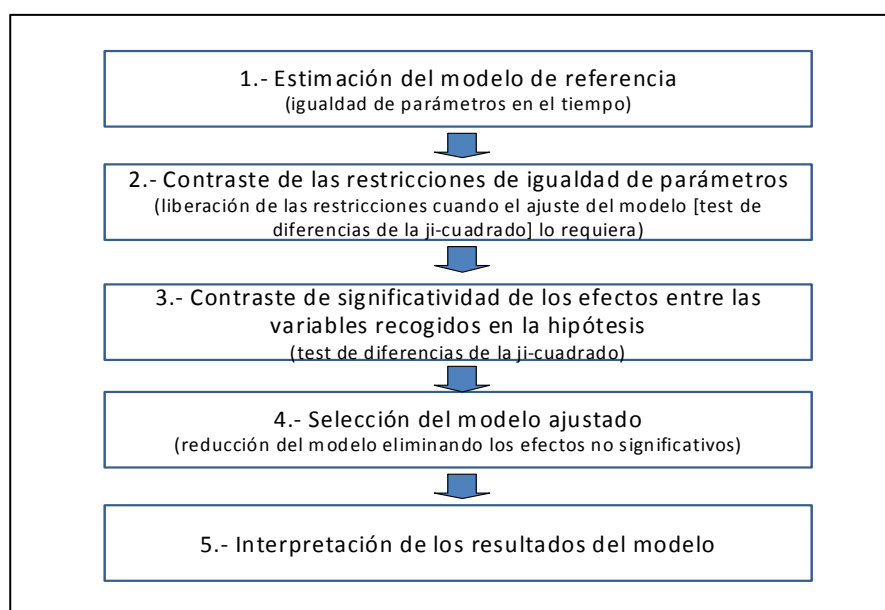 1.- Estimación del modelo de referencia
(igualdad de parámetros en el tiempo)
2.- Contraste de las restricciones de igualdad de parámetros
(liberación de las restricciones cuando el ajuste del modelo [test de
diferencias de la ji-cuadrado] lo requiera)
3.- Contraste de significatividad de los efectos entre las
variables recogidos en la hipótesis
(test de diferencias de la ji-cuadrado)
4.- Selección del modelo ajustado
(reducción del modelo eliminando los efectos no significativos)
5.- Interpretación de los resultados del modelo